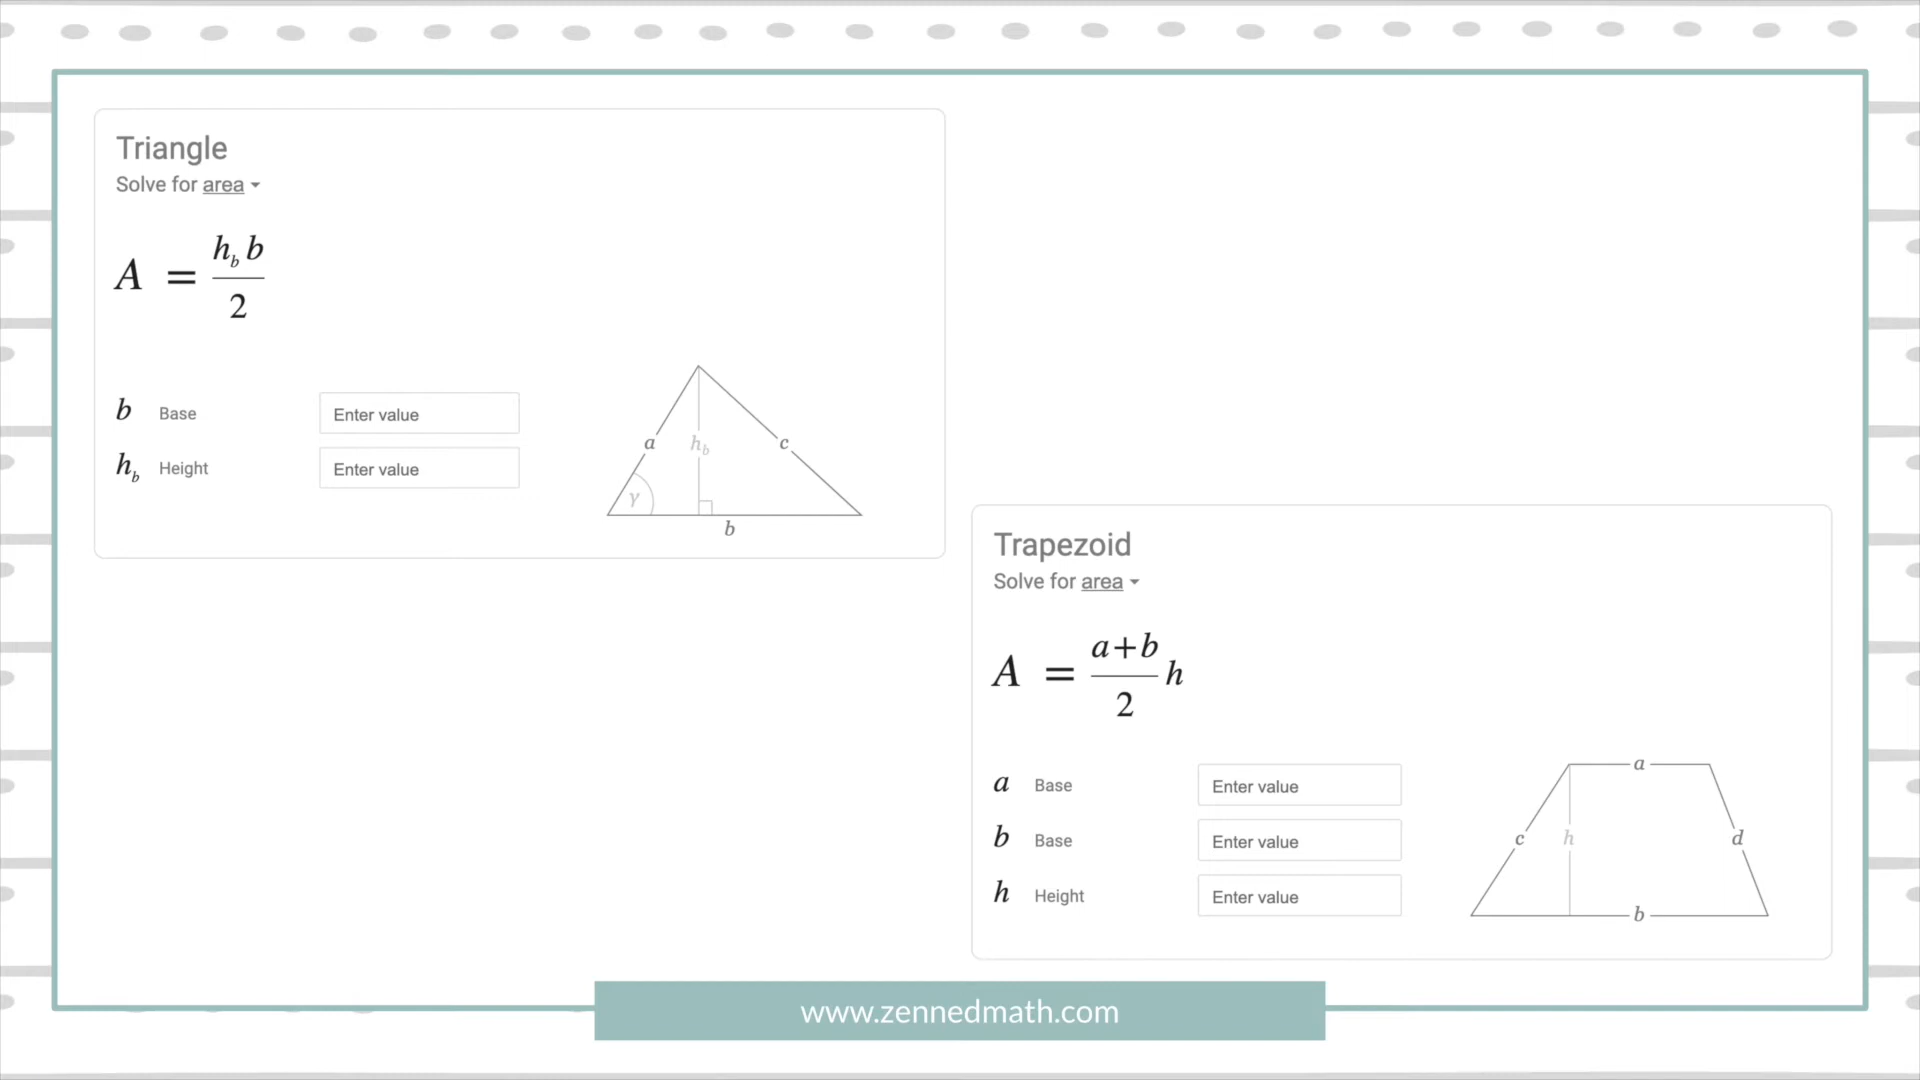 Triangle
Solve for area
A = h_b b / 2
b Base Enter value
h_b Height Enter value
a
h_b
c
γ
b
Trapezoid
Solve for area
A = a+b / 2 h
a Base Enter value
b Base Enter value
h Height Enter value
a
c
h
d
b
www.zennedmath.com